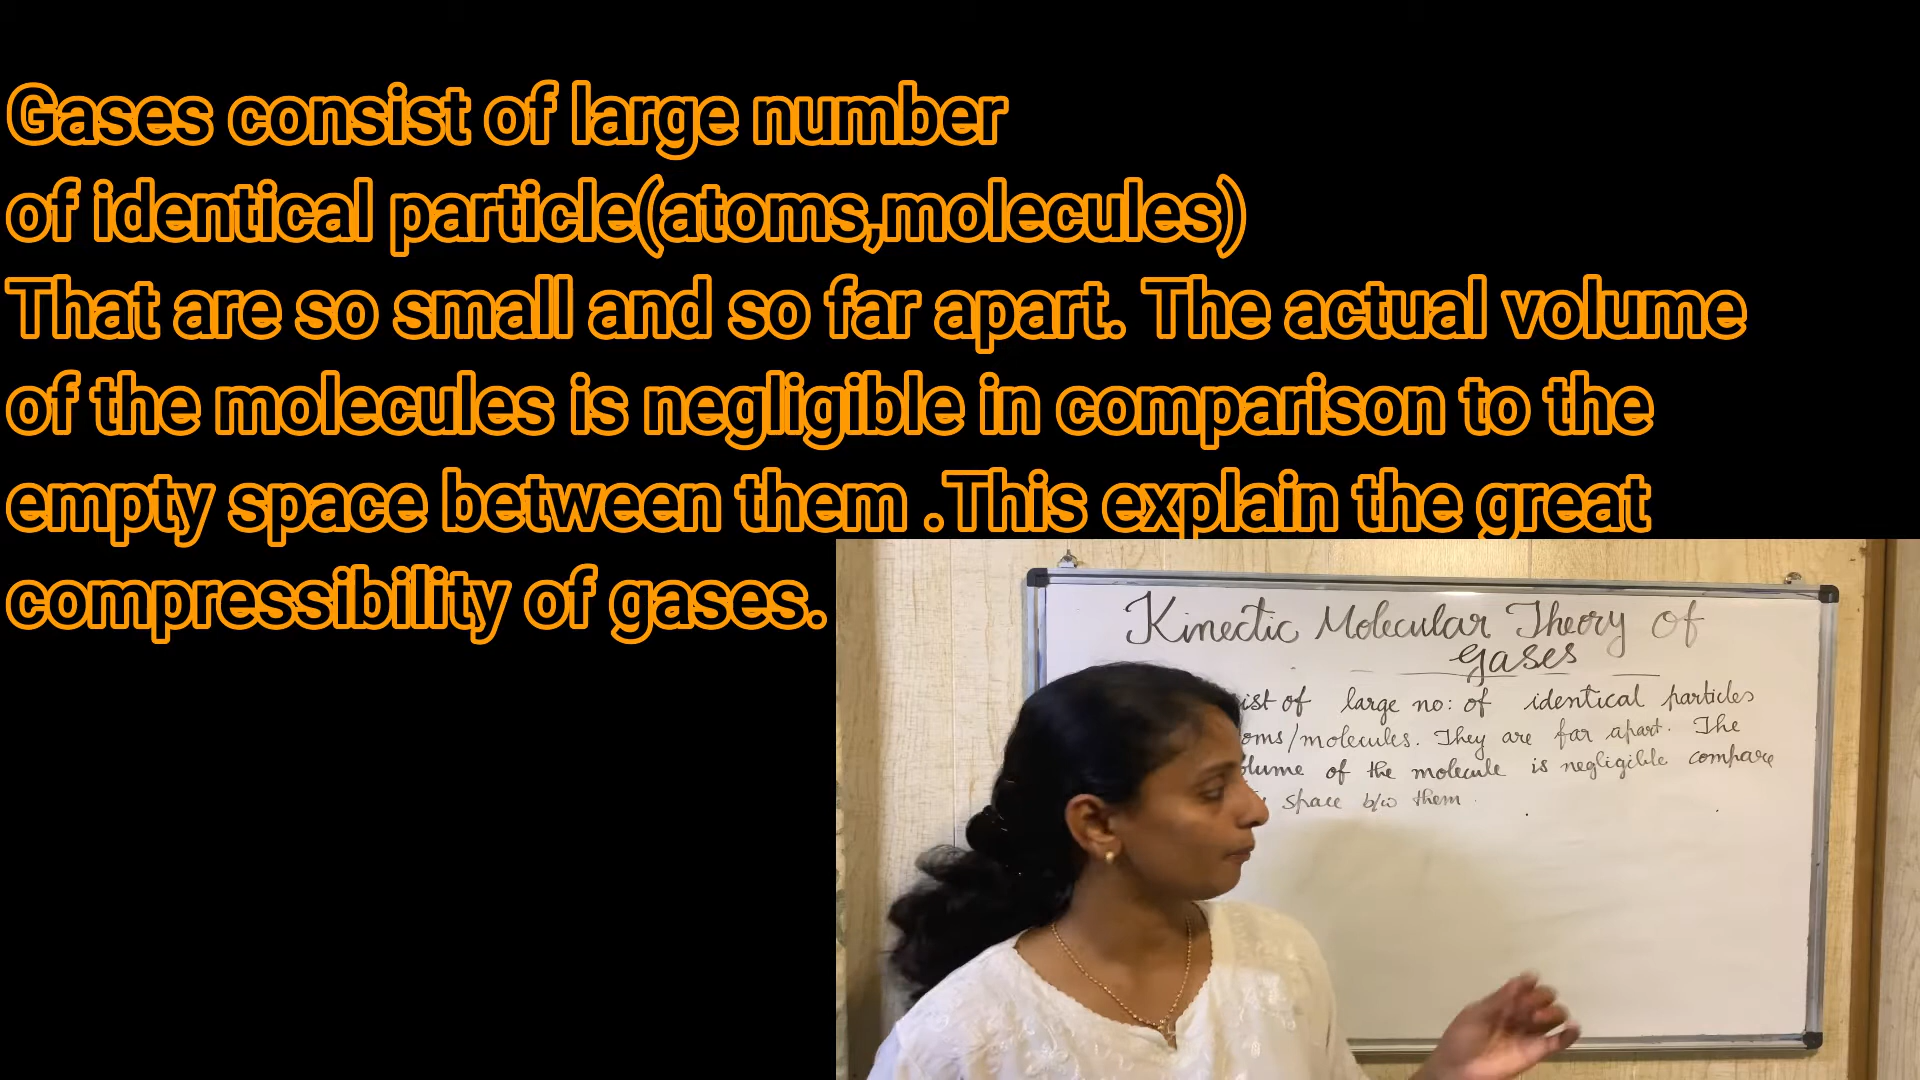 Gases consist of large number
of identical particle(atoms,molecules)
That are so small and so far apart. The actual volume
of the molecules is negligible in comparison to the
empty space between them .This explain the great
compressibility of gases.
Kinectic Molecular Theory of
Gases
ist of large no: of identical particles
oms/molecules. They are far apart. The
olume of the molecule is negligible compare
space b/w them.